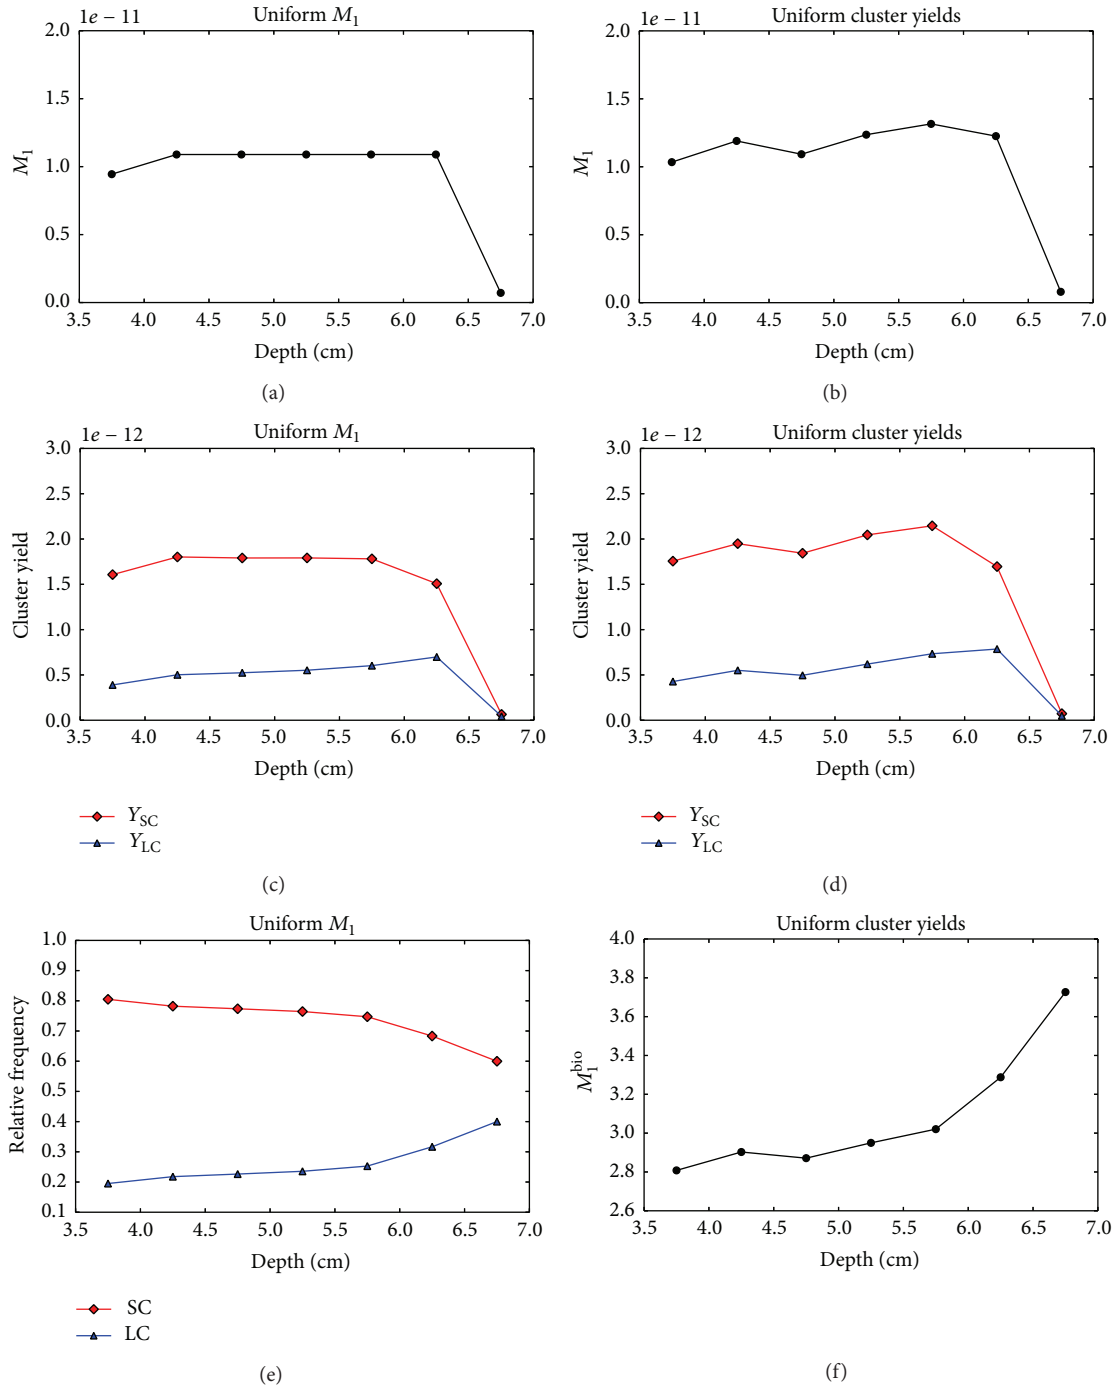 Uniform M1
1e − 11
2.0
1.5
1.0
0.5
0.0
M1
3.5 4.0 4.5 5.0 5.5 6.0 6.5 7.0
Depth (cm)
(a)
Uniform cluster yields
1e − 11
2.0
1.5
1.0
0.5
0.0
M1
3.5 4.0 4.5 5.0 5.5 6.0 6.5 7.0
Depth (cm)
(b)
Uniform M1
1e − 12
3.0
2.5
2.0
1.5
1.0
0.5
0.0
Cluster yield
3.5 4.0 4.5 5.0 5.5 6.0 6.5 7.0
Depth (cm)
YSC
YLC
(c)
Uniform cluster yields
1e − 12
3.0
2.5
2.0
1.5
1.0
0.5
0.0
Cluster yield
3.5 4.0 4.5 5.0 5.5 6.0 6.5 7.0
Depth (cm)
YSC
YLC
(d)
Uniform M1
1.0
0.9
0.8
0.7
0.6
0.5
0.4
0.3
0.2
0.1
Relative frequency
3.5 4.0 4.5 5.0 5.5 6.0 6.5 7.0
Depth (cm)
SC
LC
(e)
Uniform cluster yields
4.0
3.8
3.6
3.4
3.2
3.0
2.8
2.6
M1bio
3.5 4.0 4.5 5.0 5.5 6.0 6.5 7.0
Depth (cm)
(f)